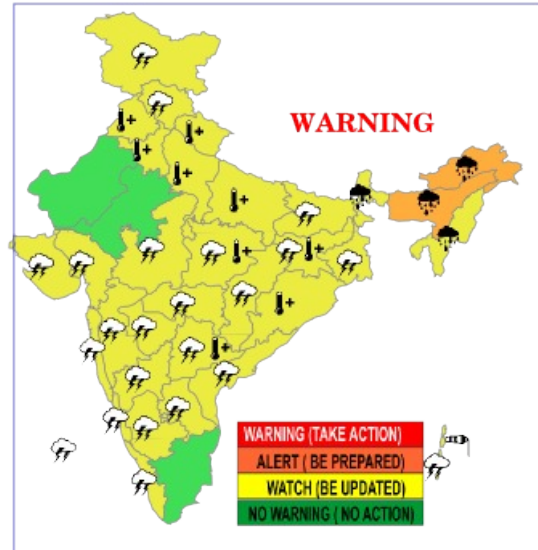 WARNING
WARNING (TAKE ACTION)
ALERT ( BE PREPARED)
WATCH (BE UPDATED)
NO WARNING ( NO ACTION)